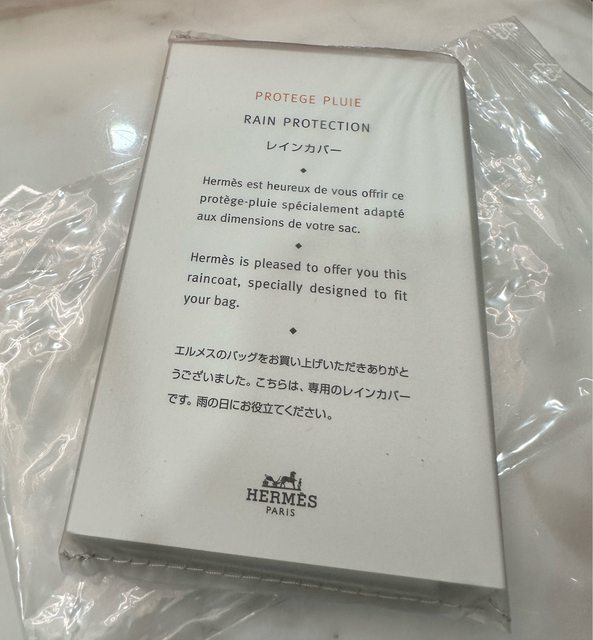 PROTEGE PLUIE
RAIN PROTECTION
レインカバー
Hermès est heureux de vous offrir ce
protège-pluie spécialement adapté
aux dimensions de votre sac.
Hermès is pleased to offer you this
raincoat, specially designed to fit
your bag.
エルメスのバッグをお買い上げいただきありがと
うございました。こちらは、専用のレインカバー
です。雨の日にお役立てください。
HERMÈS
PARIS